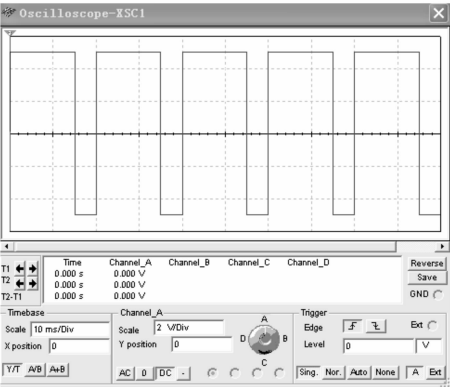 Oscilloscope-XSC1
Time Channel_A Channel_B Channel_C Channel_D
T1 0.000 s 0.000 V
T2 0.000 s 0.000 V
T2-T1 0.000 s 0.000 V
Reverse
Save
GND
Timebase
Scale 10 ms/Div
X position 0
Y/T A/B A+B
Channel_A
Scale 2 V/Div
Y position 0
AC 0 DC -
A
B
C
D
Trigger
Edge Ext
Level 0 V
Sing. Nor. Auto None A Ext